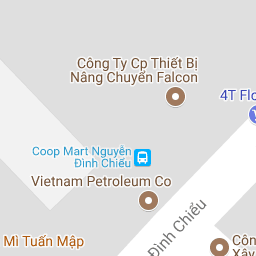 Công Ty Cp Thiết Bị
Nâng Chuyển Falcon
4T Flo
Coop Mart Nguyễn
Đình Chiểu
Vietnam Petroleum Co
Đình Chiểu
Mì Tuấn Mập
Côn
Xây